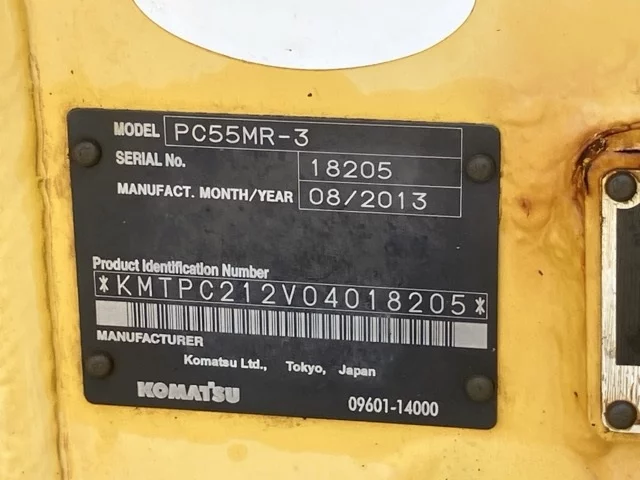 MODEL PC55MR-3
SERIAL No. 18205
MANUFACT. MONTH/YEAR 08/2013
Product Identification Number
*KMTPC212V04018205*
MANUFACTURER
Komatsu Ltd., Tokyo, Japan
KOMATSU 09601-14000